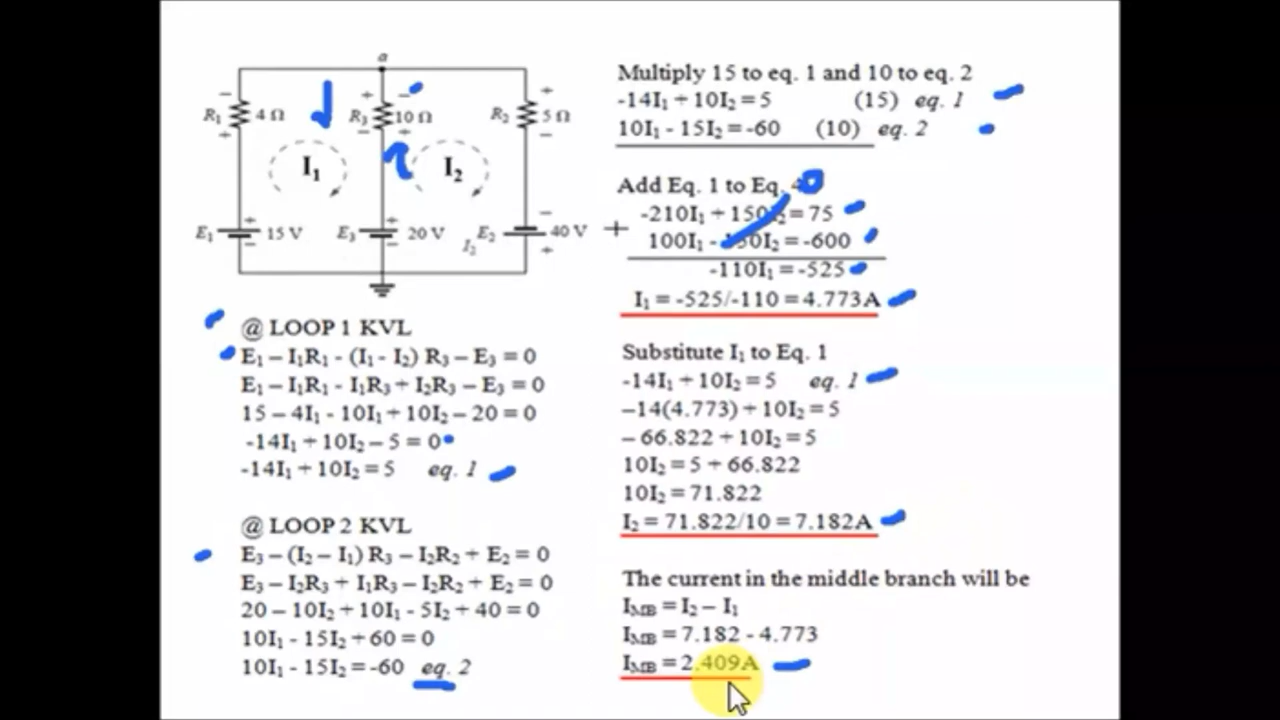 a
R₁ 4 Ω R₃ 10 Ω R₂ 5 Ω
I₁ I₂
E₁ 15 V E₃ 20 V I₂ E₂ 40 V
@ LOOP 1 KVL
E₁ – I₁R₁ - (I₁ - I₂) R₃ – E₃ = 0
E₁ – I₁R₁ - I₁R₃ + I₂R₃ – E₃ = 0
15 – 4I₁ - 10I₁ + 10I₂ – 20 = 0
-14I₁ + 10I₂ – 5 = 0
-14I₁ + 10I₂ = 5 eq. 1
@ LOOP 2 KVL
E₃ – (I₂ – I₁) R₃ – I₂R₂ + E₂ = 0
E₃ – I₂R₃ + I₁R₃ – I₂R₂ + E₂ = 0
20 – 10I₂ + 10I₁ - 5I₂ + 40 = 0
10I₁ - 15I₂ + 60 = 0
10I₁ - 15I₂ = -60 eq. 2
Multiply 15 to eq. 1 and 10 to eq. 2
-14I₁ + 10I₂ = 5 (15) eq. 1
10I₁ - 15I₂ = -60 (10) eq. 2
Add Eq. 1 to Eq.
-210I₁ + 150I₂ = 75
+ 100I₁ - 150I₂ = -600
-110I₁ = -525
I₁ = -525/-110 = 4.773A
Substitute I₁ to Eq. 1
-14I₁ + 10I₂ = 5 eq. 1
–14(4.773) + 10I₂ = 5
– 66.822 + 10I₂ = 5
10I₂ = 5 + 66.822
10I₂ = 71.822
I₂ = 71.822/10 = 7.182A
The current in the middle branch will be
I_MB = I₂ – I₁
I_MB = 7.182 - 4.773
I_MB = 2.409A